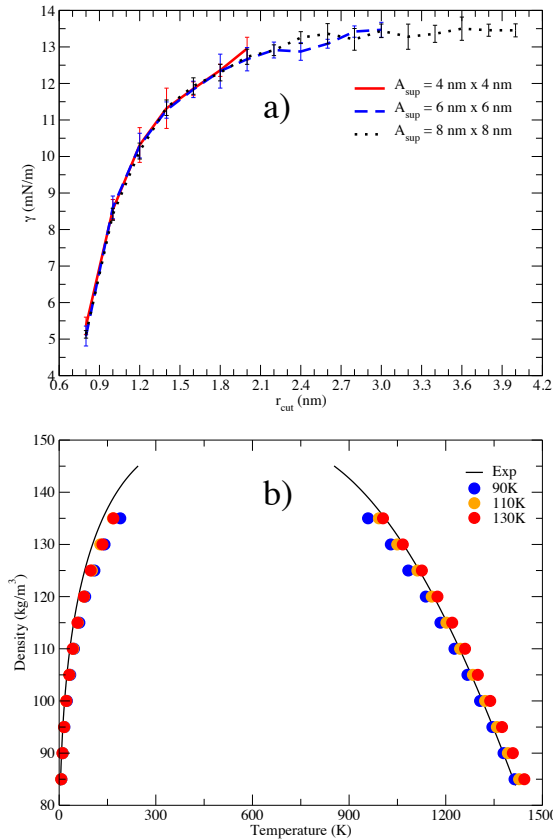 14
13
12
11
10
9
8
7
6
5
4
γ (mN/m)
a)
A_sup = 4 nm x 4 nm
A_sup = 6 nm x 6 nm
A_sup = 8 nm x 8 nm
0.6 0.9 1.2 1.5 1.8 2.1 2.4 2.7 3 3.3 3.6 3.9 4.2
r_cut (nm)
150
140
130
120
110
100
90
80
Density (kg/m³)
b)
Exp
90K
110K
130K
0 300 600 900 1200 1500
Temperature (K)